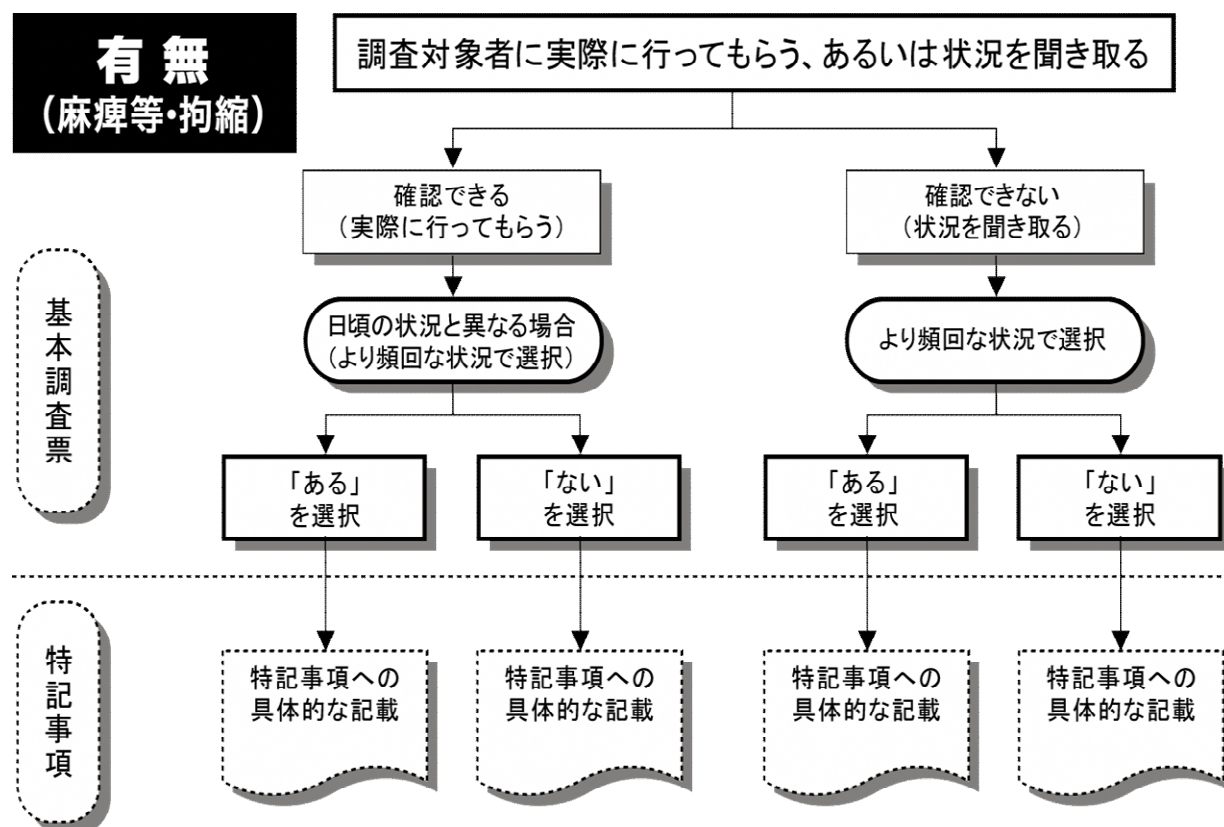 有無
（麻痺等・拘縮）
調査対象者に実際に行ってもらう、あるいは状況を聞き取る
確認できる
（実際に行ってもらう）
確認できない
（状況を聞き取る）
基本調査票
日頃の状況と異なる場合
（より頻回な状況で選択）
より頻回な状況で選択
「ある」
を選択
「ない」
を選択
「ある」
を選択
「ない」
を選択
特記事項
特記事項への
具体的な記載
特記事項への
具体的な記載
特記事項への
具体的な記載
特記事項への
具体的な記載